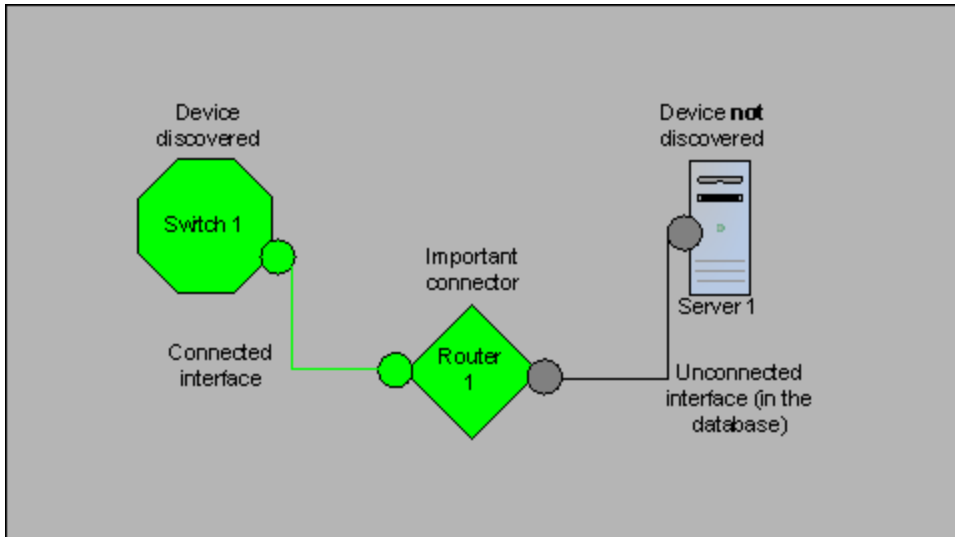 Device
discovered
Switch 1
Connected
interface
Important
connector
Router
1
Device not
discovered
Server 1
Unconnected
interface (in the
database)